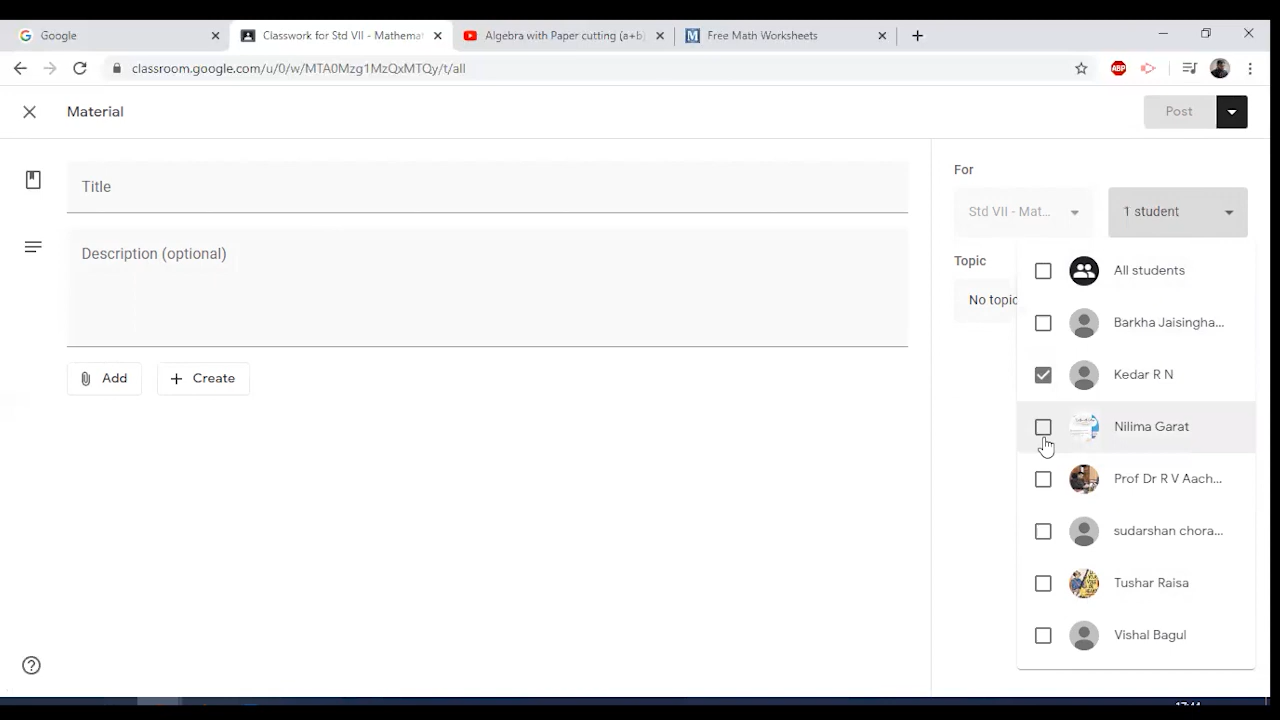 Google
Classwork for Std VII - Mathemat
Algebra with Paper cutting (a+b)
Free Math Worksheets
classroom.google.com/u/0/w/MTA0Mzg1MzQxMTQy/t/all
ABP
Material
Post
Title
Description (optional)
Add
Create
For
Std VII - Mat...
1 student
Topic
No topic
All students
Barkha Jaisingha...
Kedar R N
Nilima Garat
Prof Dr R V Aach...
sudarshan chora...
Tushar Raisa
Vishal Bagul